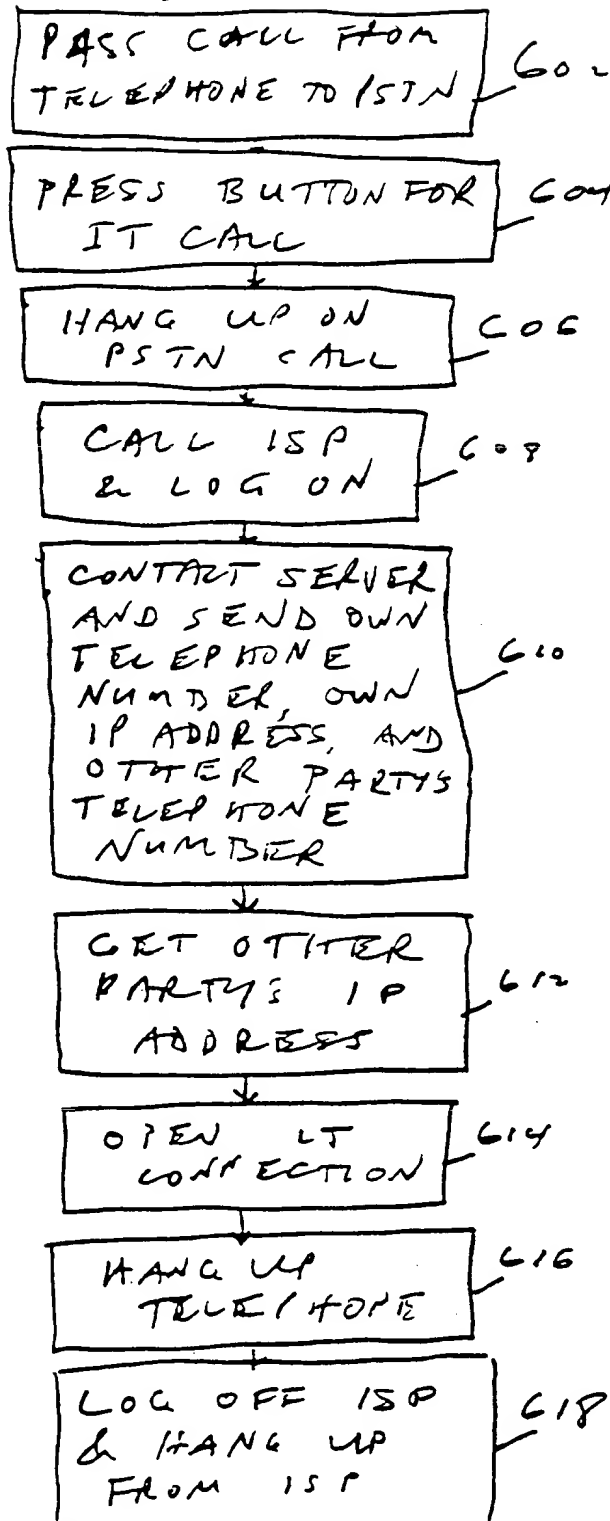 PASS CALL FROM
TELEPHONE TO PSTN 602
PRESS BUTTON FOR 604
IT CALL
HANG UP ON 606
PSTN CALL
CALL ISP 608
& LOG ON
CONTACT SERVER
AND SEND OWN
TELEPHONE 610
NUMBER, OWN
IP ADDRESS, AND
OTHER PARTY'S
TELEPHONE
NUMBER
GET OTHER
PARTY'S IP 612
ADDRESS
OPEN IT 614
CONNECTION
HANG UP 616
TELEPHONE
LOG OFF ISP 618
& HANG UP
FROM ISP